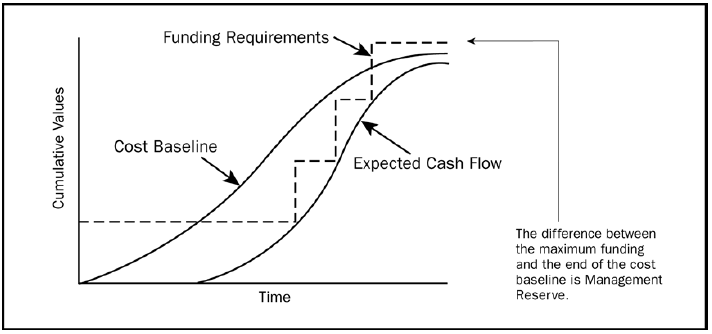 Funding Requirements
Cost Baseline
Expected Cash Flow
Cumulative Values
Time
The difference between
the maximum funding
and the end of the cost
baseline is Management
Reserve.